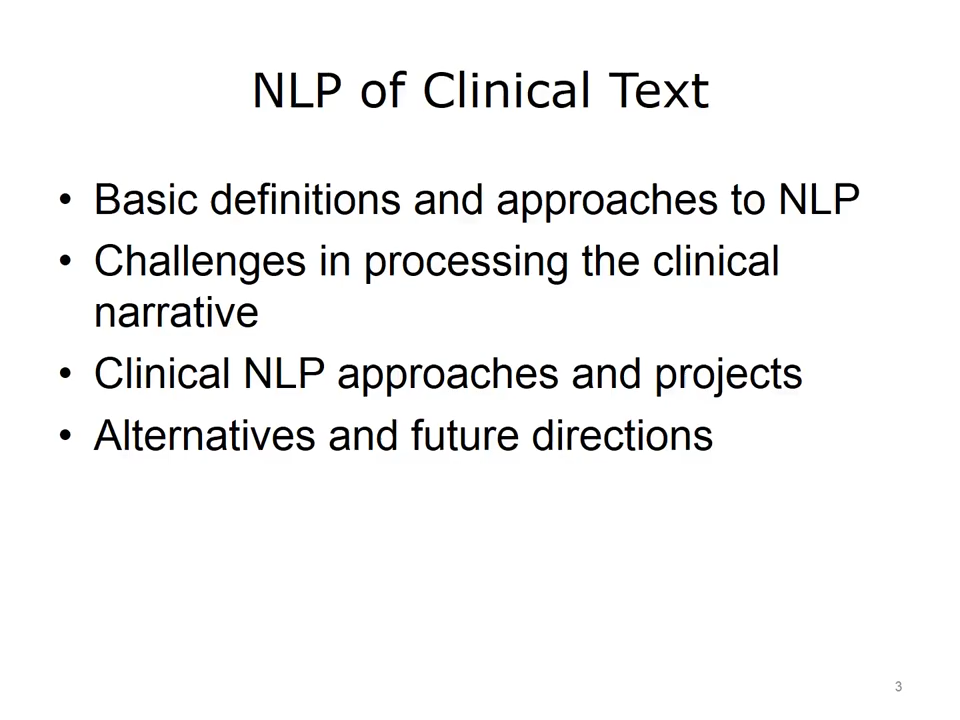 NLP of Clinical Text
• Basic definitions and approaches to NLP
• Challenges in processing the clinical
narrative
• Clinical NLP approaches and projects
• Alternatives and future directions
3